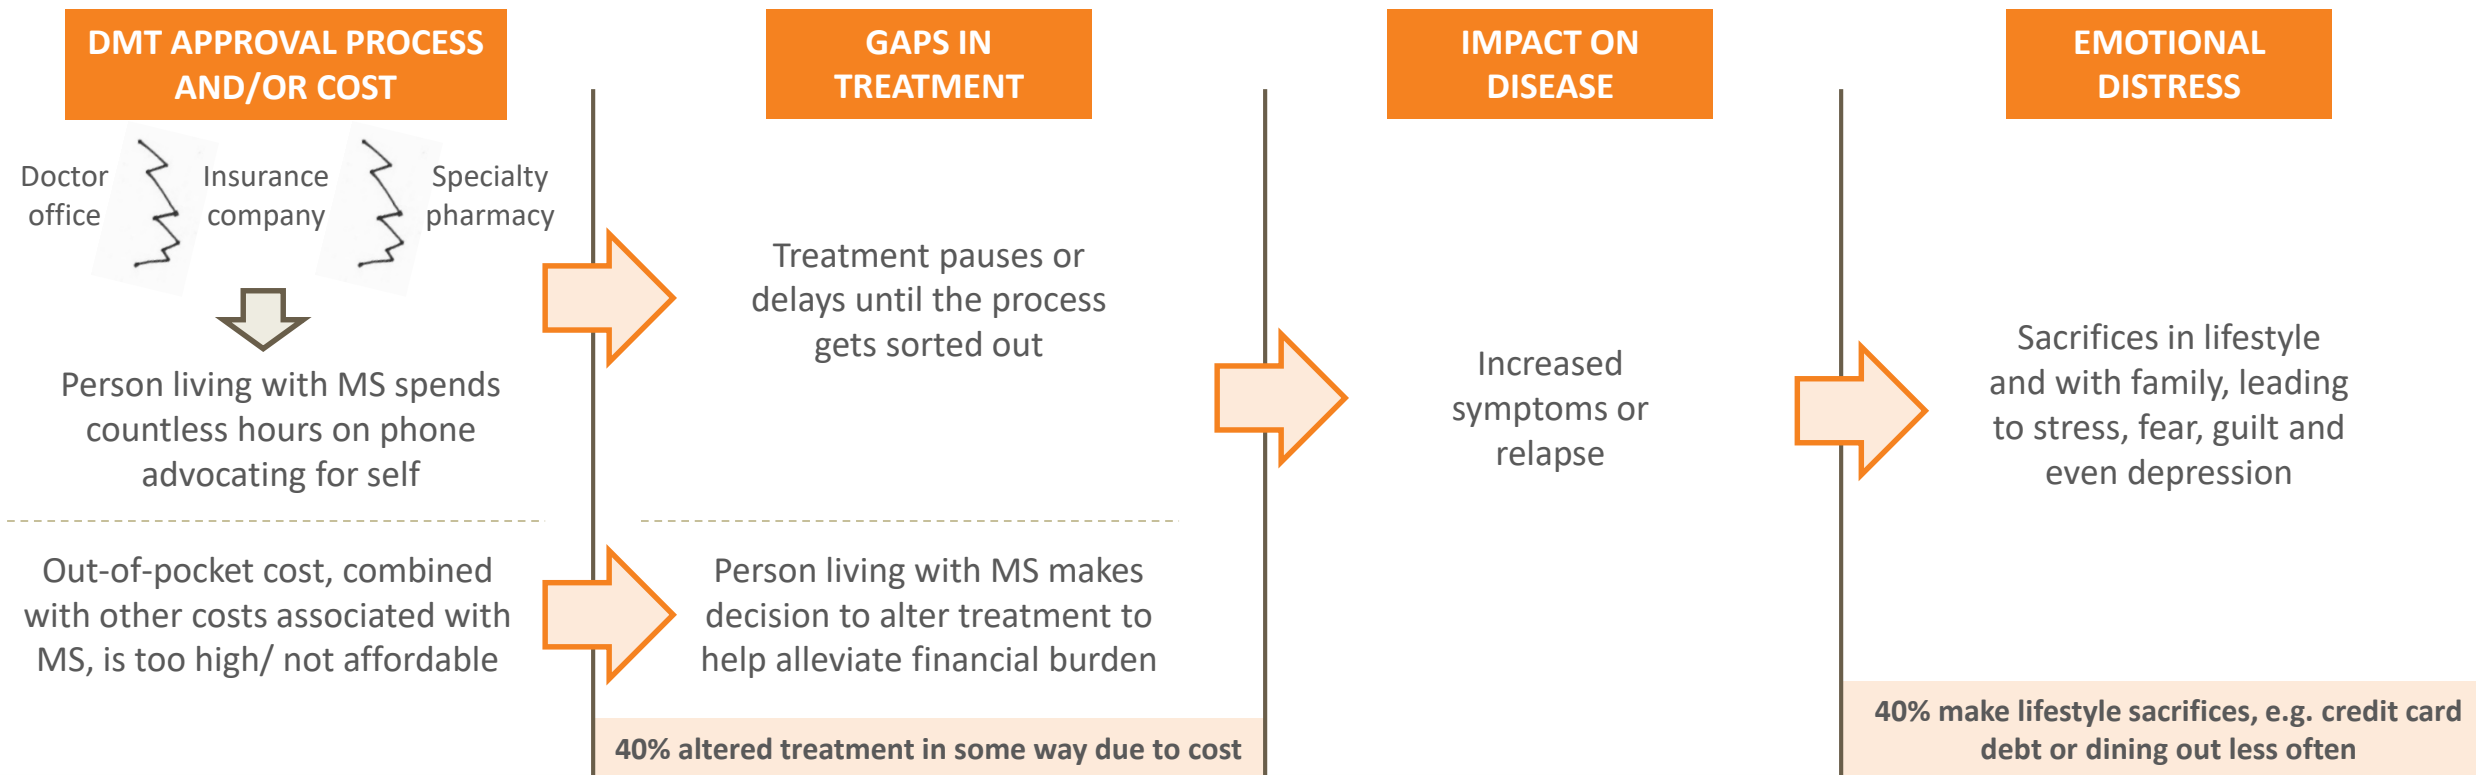 DMT APPROVAL PROCESS
AND/OR COST
Doctor
office
Insurance
company
Specialty
pharmacy
Person living with MS spends
countless hours on phone
advocating for self
Out-of-pocket cost, combined
with other costs associated with
MS, is too high/ not affordable
GAPS IN
TREATMENT
Treatment pauses or
delays until the process
gets sorted out
Person living with MS makes
decision to alter treatment to
help alleviate financial burden
40% altered treatment in some way due to cost
IMPACT ON
DISEASE
Increased
symptoms or
relapse
EMOTIONAL
DISTRESS
Sacrifices in lifestyle
and with family, leading
to stress, fear, guilt and
even depression
40% make lifestyle sacrifices, e.g. credit card
debt or dining out less often